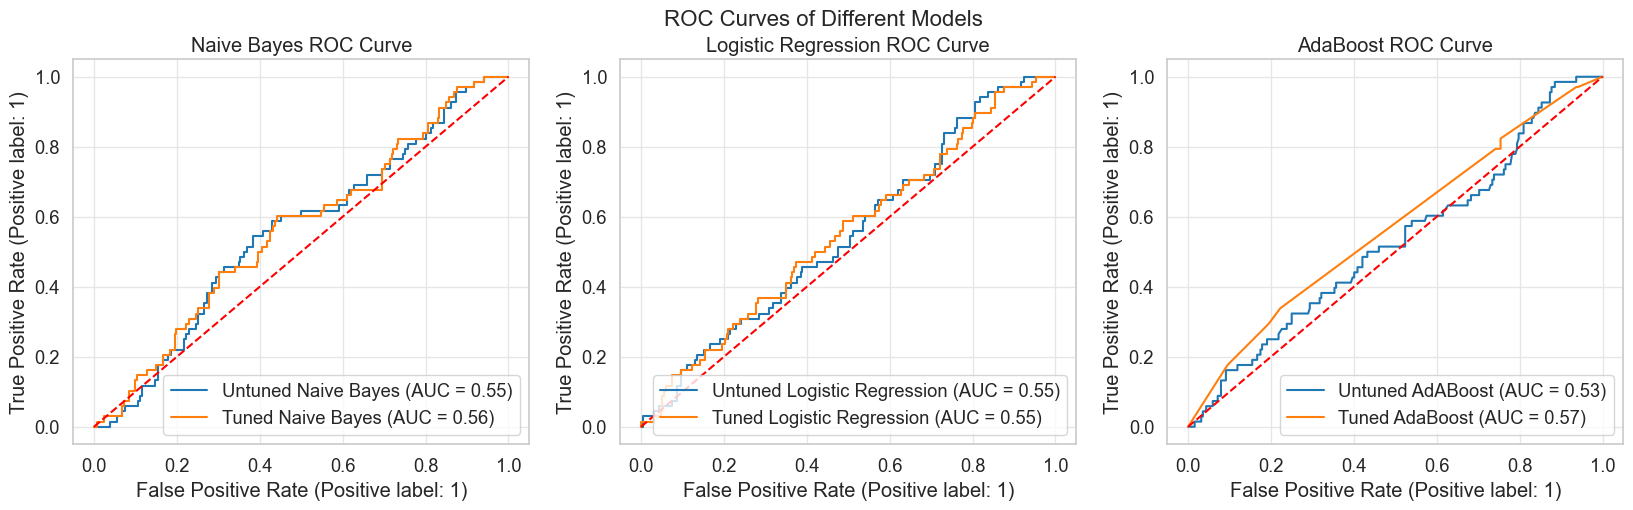 ROC Curves of Different Models
Naive Bayes ROC Curve
True Positive Rate (Positive label: 1)
1.0
0.8
0.6
0.4
0.2
0.0
Untuned Naive Bayes (AUC = 0.55)
Tuned Naive Bayes (AUC = 0.56)
0.0 0.2 0.4 0.6 0.8 1.0
False Positive Rate (Positive label: 1)
Logistic Regression ROC Curve
True Positive Rate (Positive label: 1)
1.0
0.8
0.6
0.4
0.2
0.0
Untuned Logistic Regression (AUC = 0.55)
Tuned Logistic Regression (AUC = 0.55)
0.0 0.2 0.4 0.6 0.8 1.0
False Positive Rate (Positive label: 1)
AdaBoost ROC Curve
True Positive Rate (Positive label: 1)
1.0
0.8
0.6
0.4
0.2
0.0
Untuned AdABoost (AUC = 0.53)
Tuned AdaBoost (AUC = 0.57)
0.0 0.2 0.4 0.6 0.8 1.0
False Positive Rate (Positive label: 1)